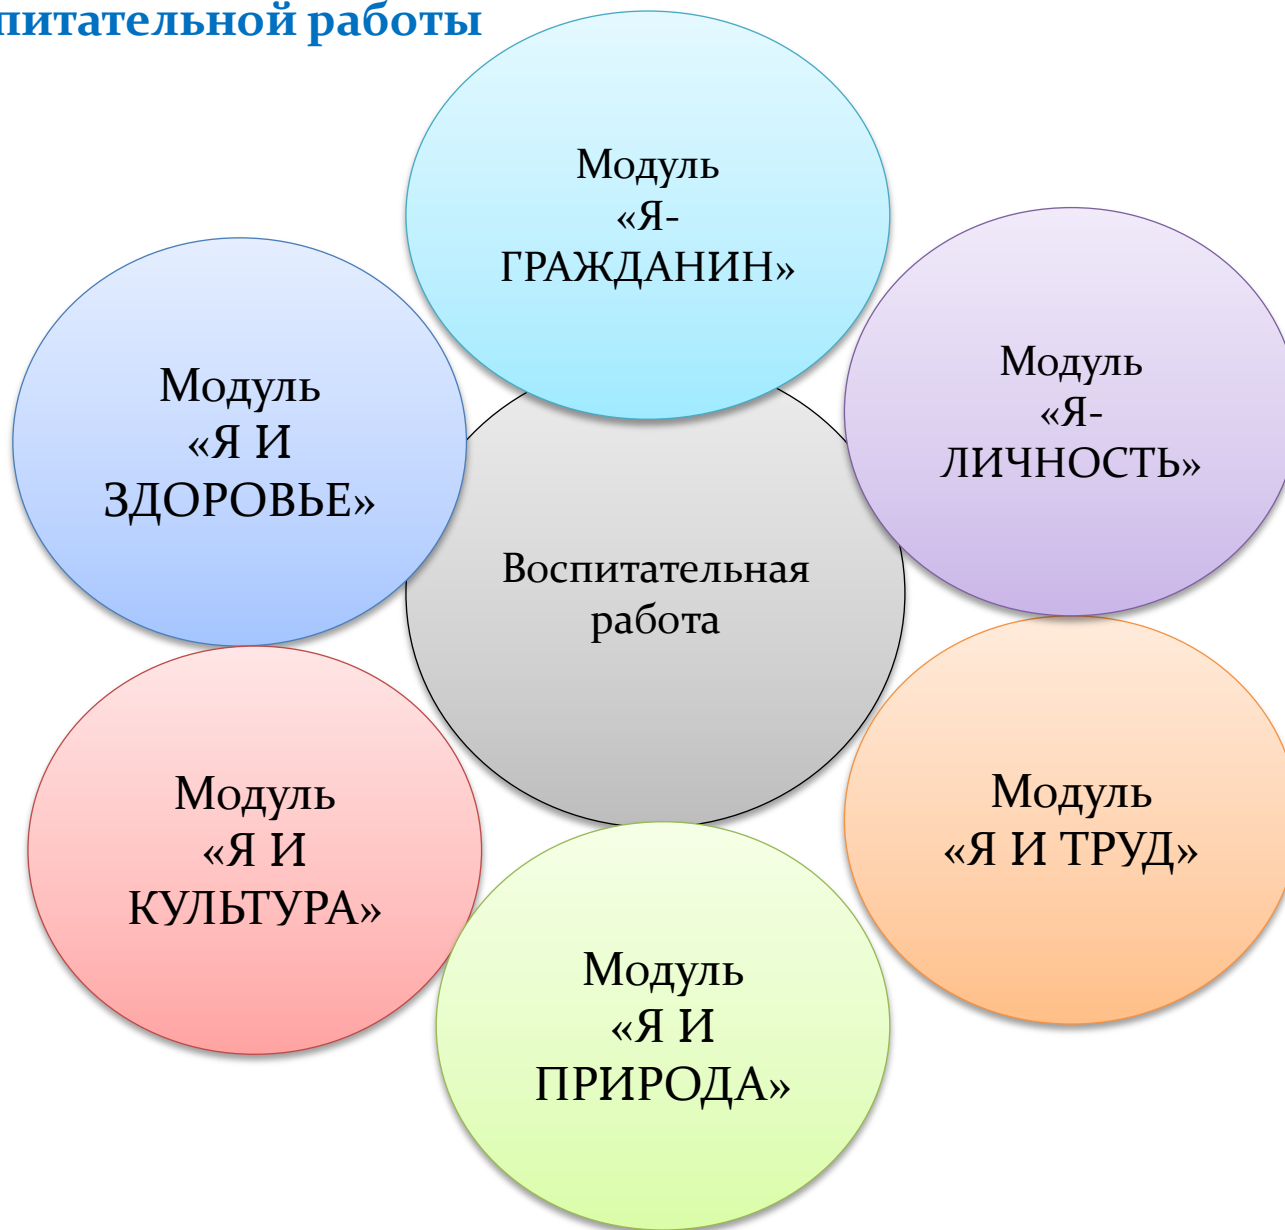 питательной работы
Модуль
«Я-
ГРАЖДАНИН»
Модуль
«Я-
ЛИЧНОСТЬ»
Модуль
«Я И
ЗДОРОВЬЕ»
Воспитательная
работа
Модуль
«Я И ТРУД»
Модуль
«Я И
КУЛЬТУРА»
Модуль
«Я И
ПРИРОДА»